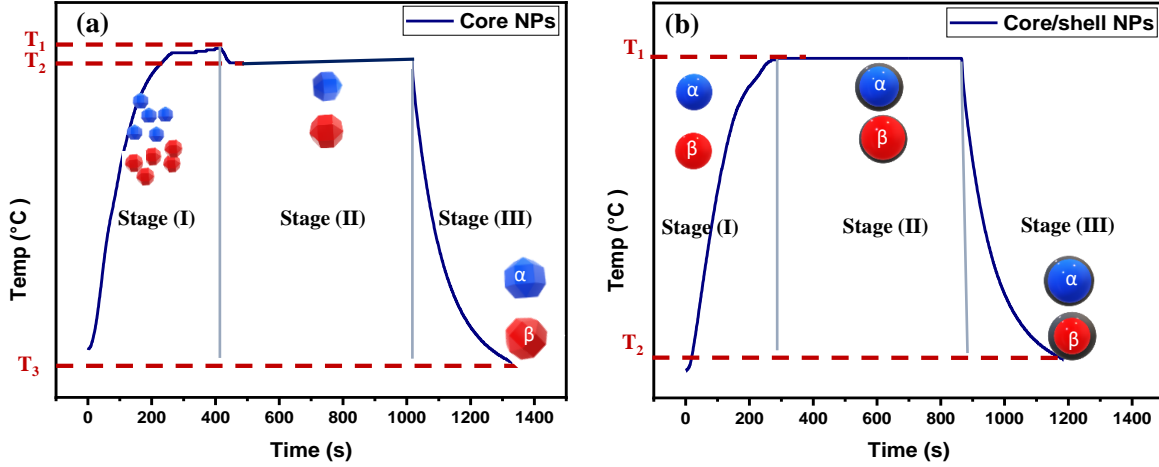 (a)
Core NPs
T₁
T₂
T₃
Temp (°C)
Stage (I)
Stage (II)
Stage (III)
α
β
0 200 400 600 800 1000 1200 1400
Time (s)
(b)
Core/shell NPs
T₁
T₂
Temp (°C)
α
β
α
β
Stage (I)
Stage (II)
Stage (III)
α
β
0 200 400 600 800 1000 1200 1400
Time (s)